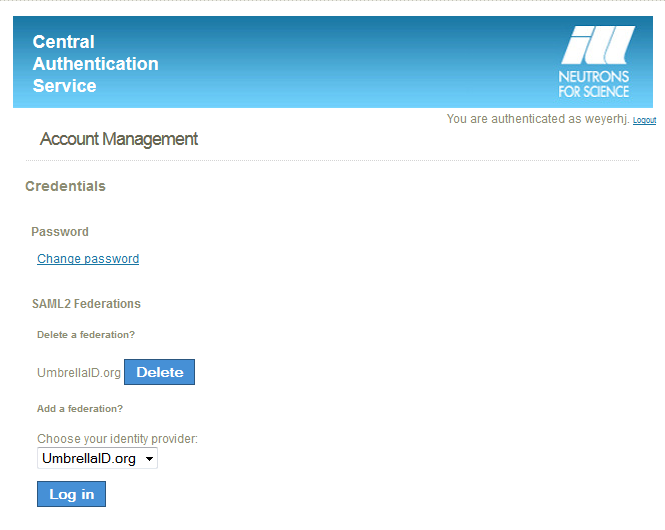 Central
Authentication
Service
ill
NEUTRONS
FOR SCIENCE
You are authenticated as weyerhj. Logout
Account Management
Credentials
Password
Change password
SAML2 Federations
Delete a federation?
UmbrellaID.org Delete
Add a federation?
Choose your identity provider:
UmbrellaID.org
Log in